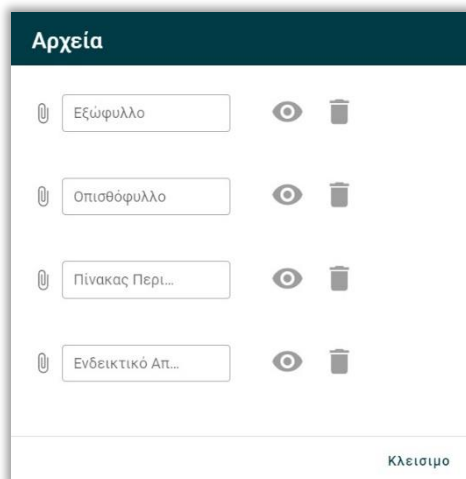 Αρχεία
Εξώφυλλο
Οπισθόφυλλο
Πίνακας Περι...
Ενδεικτικό Απ...
Κλεισιμο